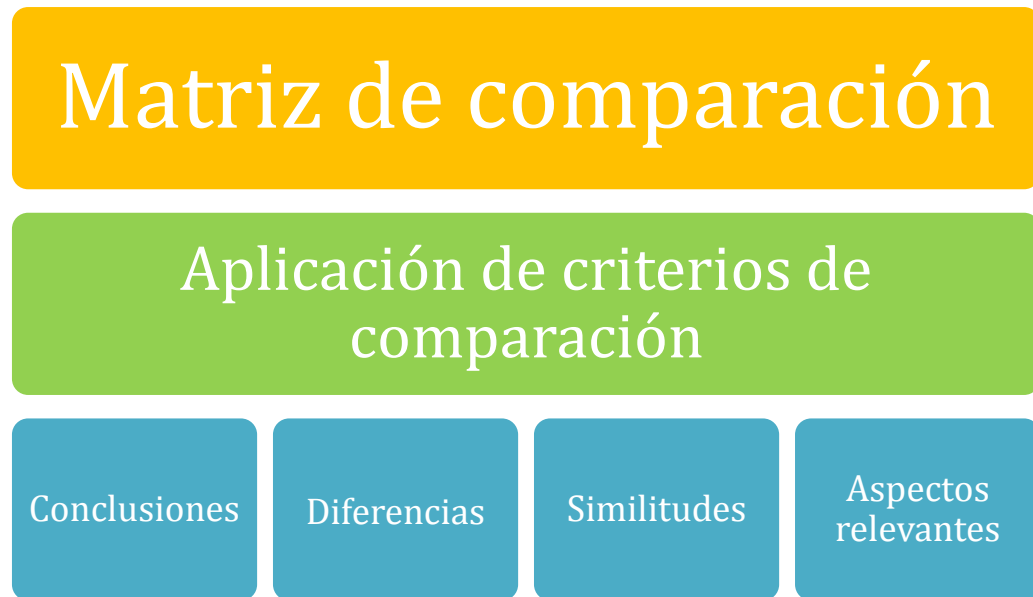 Matriz de comparación
Aplicación de criterios de
comparación
Conclusiones
Diferencias
Similitudes
Aspectos
relevantes